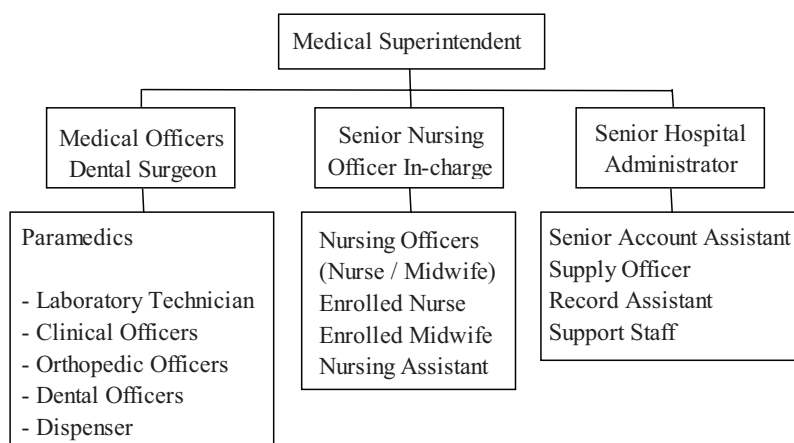 Medical Superintendent
Medical Officers
Dental Surgeon
Senior Nursing
Officer In-charge
Senior Hospital
Administrator
Paramedics
- Laboratory Technician
- Clinical Officers
- Orthopedic Officers
- Dental Officers
- Dispenser
Nursing Officers
(Nurse / Midwife)
Enrolled Nurse
Enrolled Midwife
Nursing Assistant
Senior Account Assistant
Supply Officer
Record Assistant
Support Staff